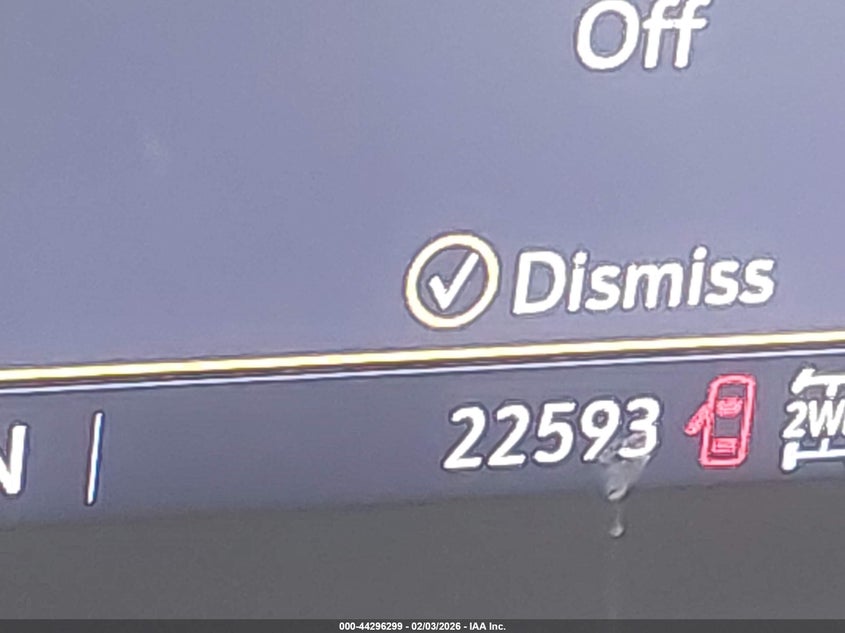 Off
Dismiss
N | 22593 2W
000-44296299 - 02/03/2026 - IAA Inc.